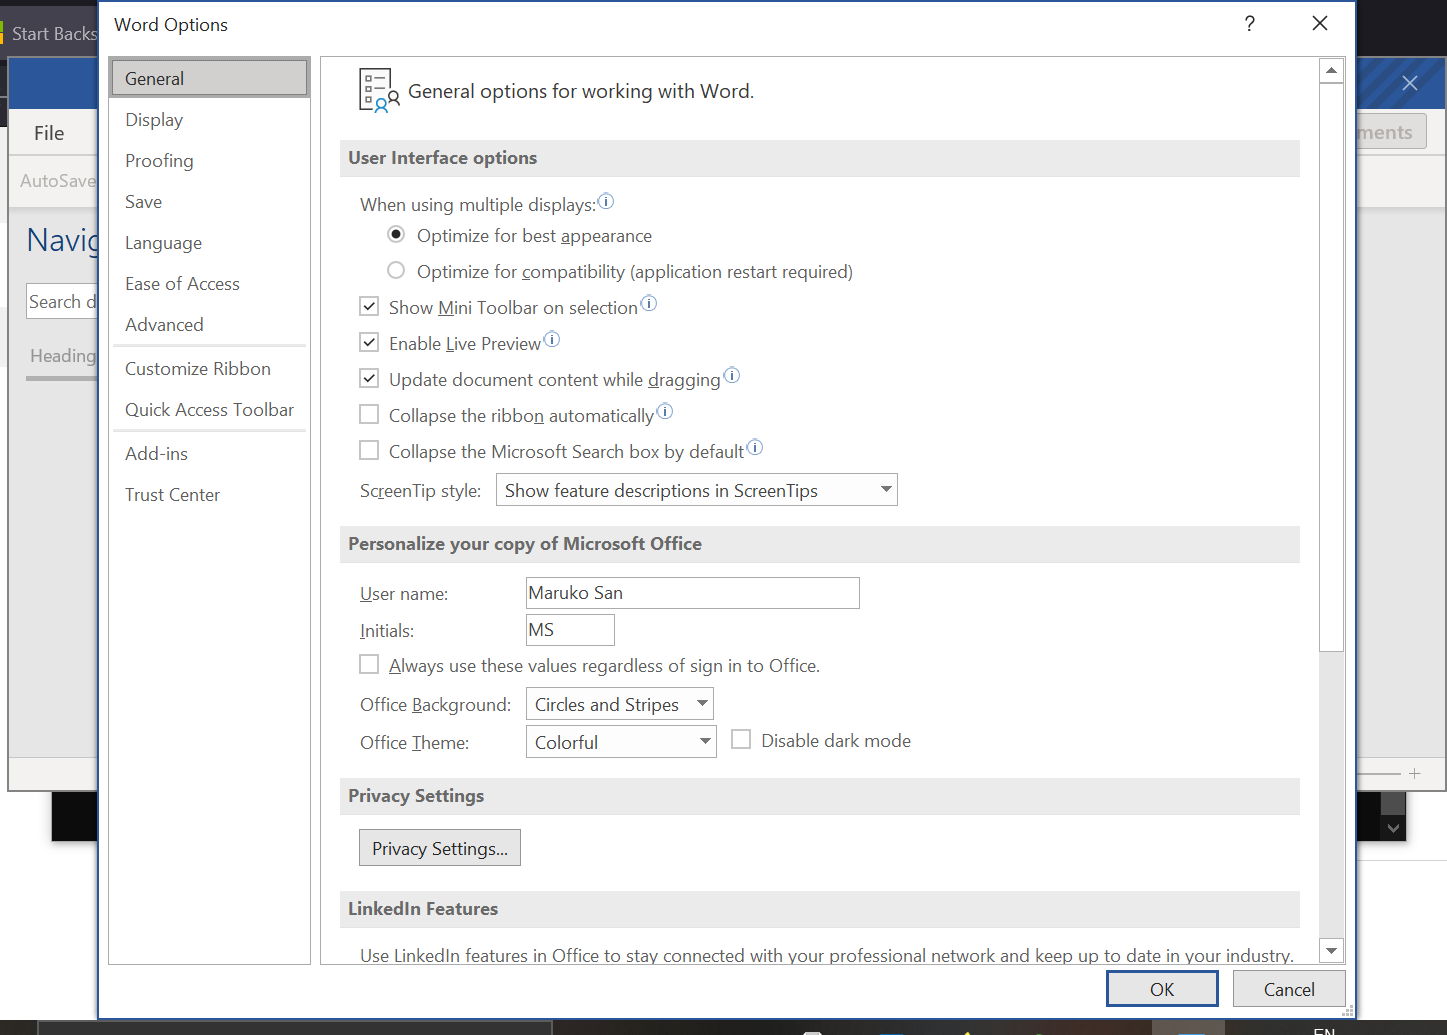 Start Backs
Word Options
?
File
AutoSave
Navig
Search d
Heading
ments
General
Display
Proofing
Save
Language
Ease of Access
Advanced
Customize Ribbon
Quick Access Toolbar
Add-ins
Trust Center
General options for working with Word.
User Interface options
When using multiple displays:
Optimize for best appearance
Optimize for compatibility (application restart required)
Show Mini Toolbar on selection
Enable Live Preview
Update document content while dragging
Collapse the ribbon automatically
Collapse the Microsoft Search box by default
ScreenTip style: Show feature descriptions in ScreenTips
Personalize your copy of Microsoft Office
User name: Maruko San
Initials: MS
Always use these values regardless of sign in to Office.
Office Background: Circles and Stripes
Office Theme: Colorful Disable dark mode
Privacy Settings
Privacy Settings...
LinkedIn Features
Use LinkedIn features in Office to stay connected with your professional network and keep up to date in your industry.
OK Cancel
EN